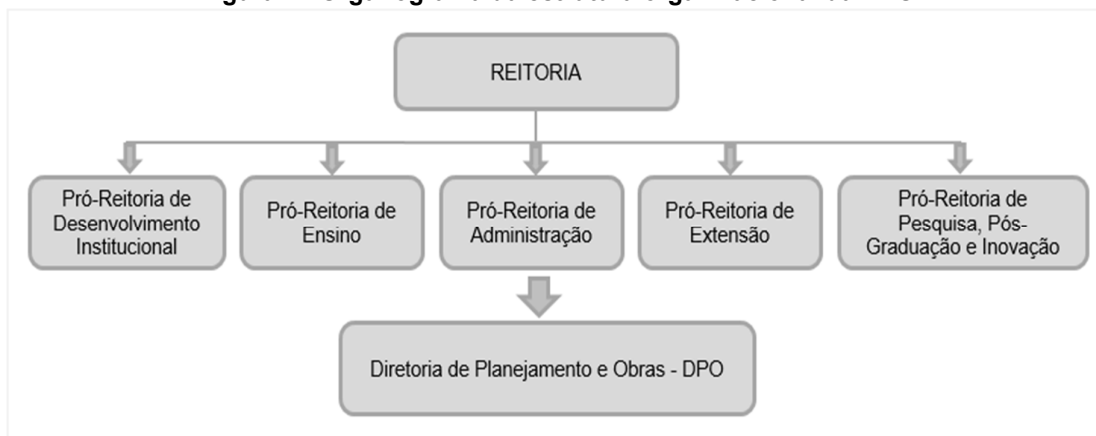 REITORIA
Pró-Reitoria de
Desenvolvimento
Institucional
Pró-Reitoria de
Ensino
Pró-Reitoria de
Administração
Pró-Reitoria de
Extensão
Pró-Reitoria de
Pesquisa, Pós-
Graduação e Inovação
Diretoria de Planejamento e Obras - DPO